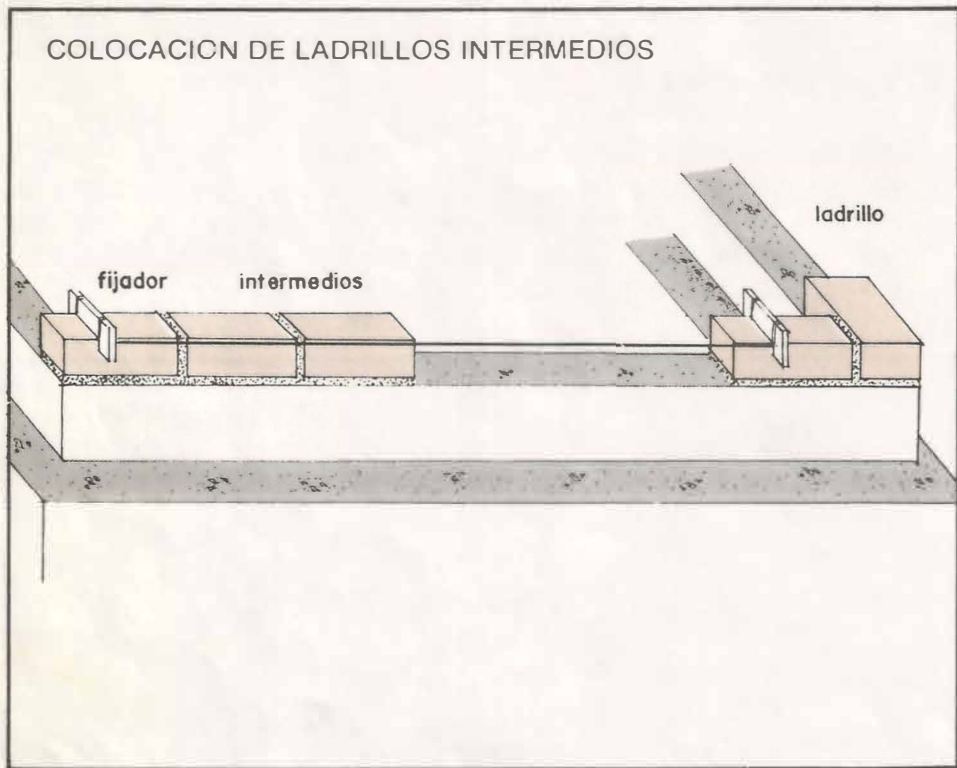 COLOCACICN DE LADRILLOS INTERMEDIOS
ladrillo
fijador
intermedios